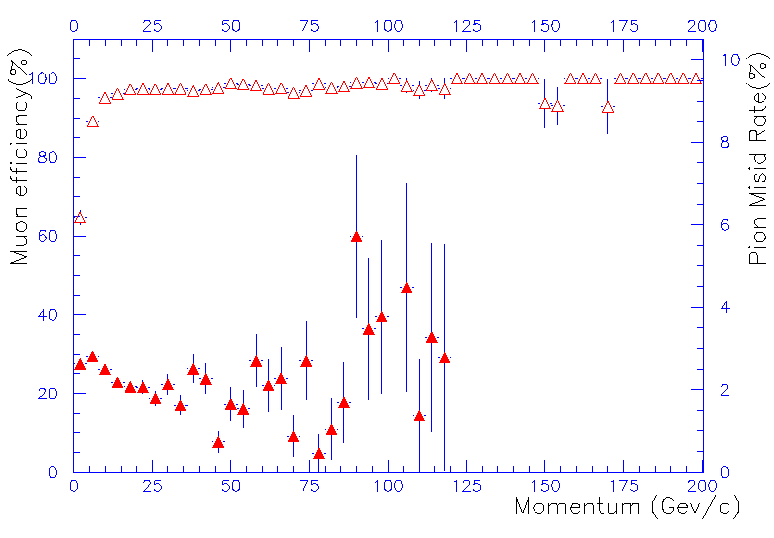 0 25 50 75 100 125 150 175 200
Muon efficiency(%)
100
80
60
40
20
0
10
8
6
4
2
0
Pion Misid Rate(%)
0 25 50 75 100 125 150 175 200
Momentum (Gev/c)